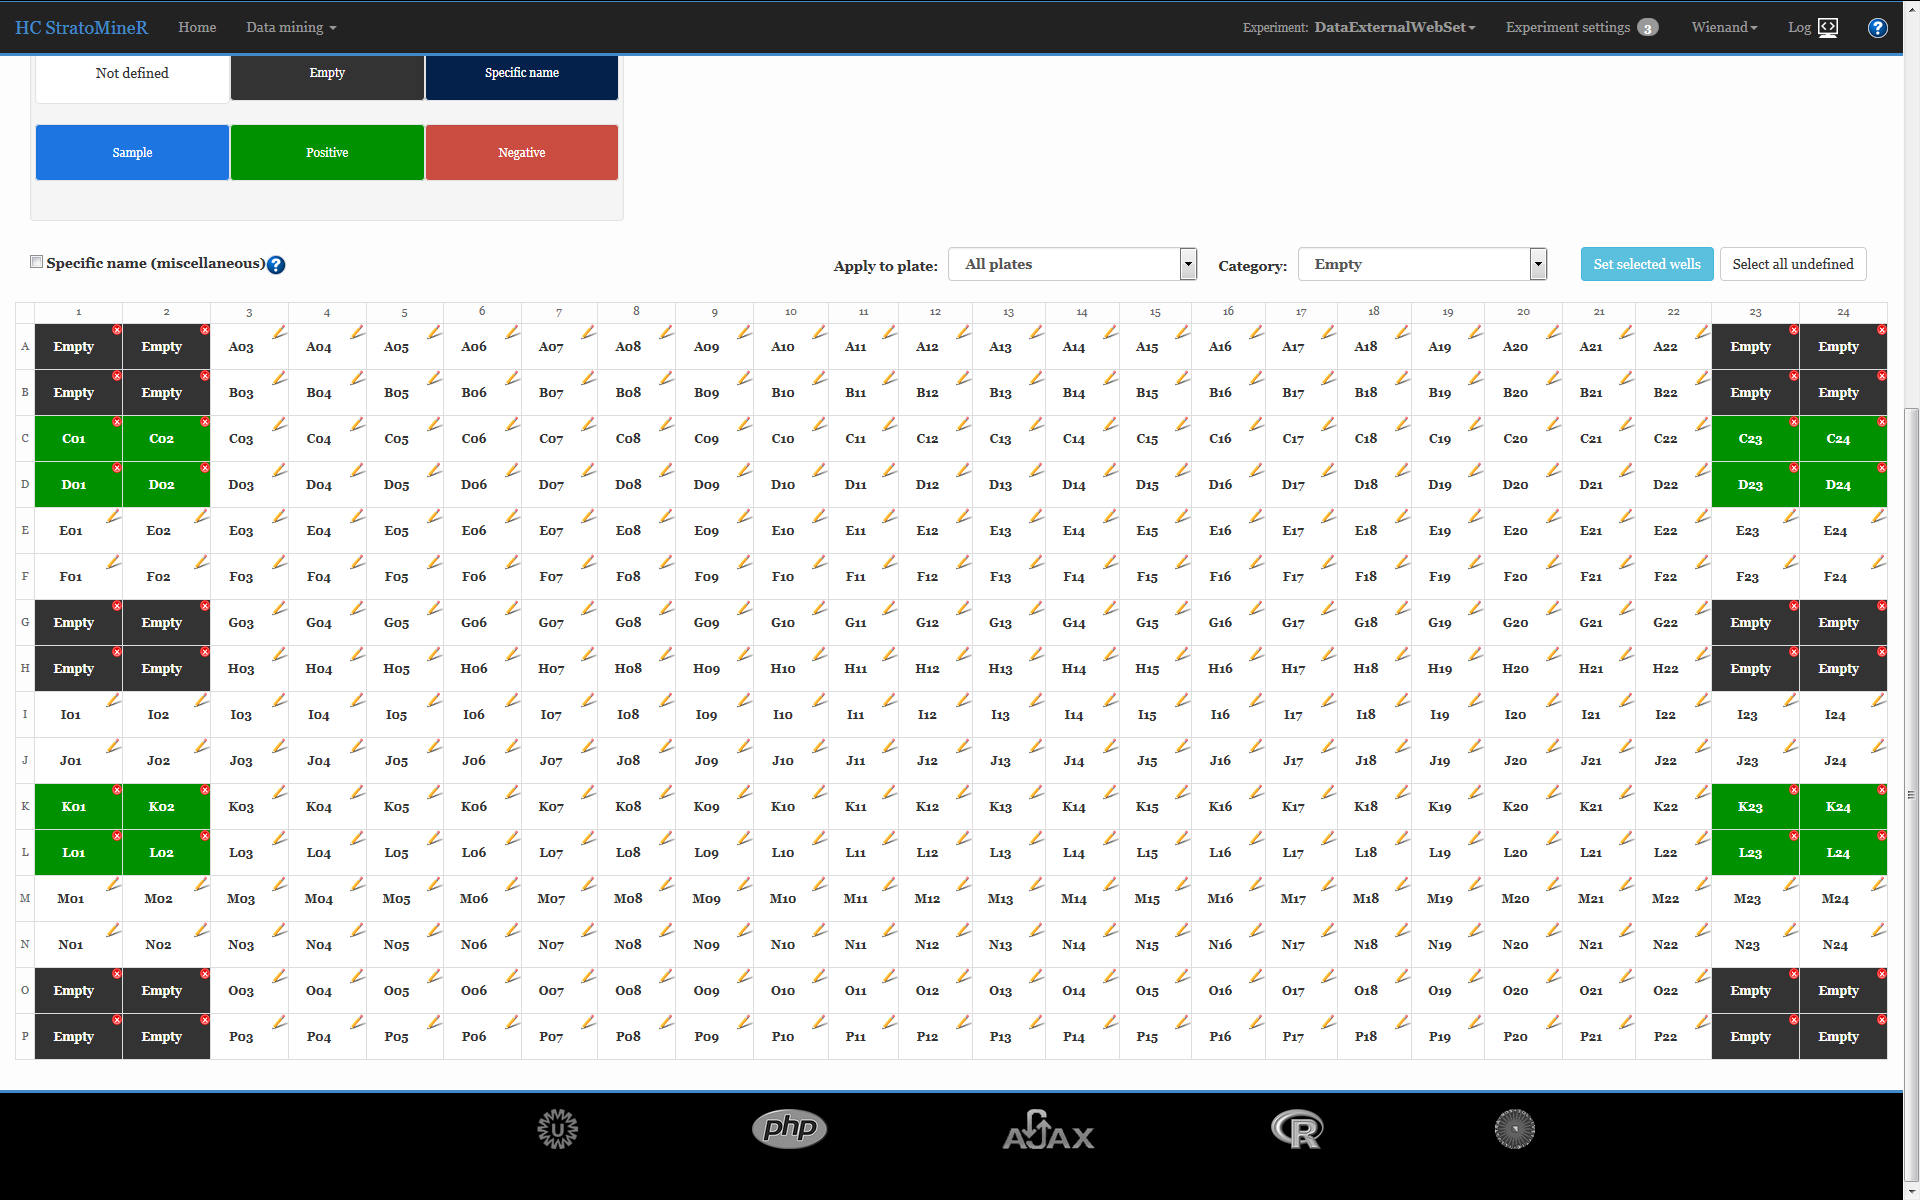 HC StratoMineR Home Data mining Experiment: DataExternalWebSet Experiment settings 3 Wienand Log ?
Not defined Empty Specific name
Sample Positive Negative
Specific name (miscellaneous) ? Apply to plate: All plates Category: Empty Set selected wells Select all undefined
1 2 3 4 5 6 7 8 9 10 11 12 13 14 15 16 17 18 19 20 21 22 23 24
A Empty Empty A03 A04 A05 A06 A07 A08 A09 A10 A11 A12 A13 A14 A15 A16 A17 A18 A19 A20 A21 A22 Empty Empty
B Empty Empty B03 B04 B05 B06 B07 B08 B09 B10 B11 B12 B13 B14 B15 B16 B17 B18 B19 B20 B21 B22 Empty Empty
C C01 C02 C03 C04 C05 C06 C07 C08 C09 C10 C11 C12 C13 C14 C15 C16 C17 C18 C19 C20 C21 C22 C23 C24
D D01 D02 D03 D04 D05 D06 D07 D08 D09 D10 D11 D12 D13 D14 D15 D16 D17 D18 D19 D20 D21 D22 D23 D24
E E01 E02 E03 E04 E05 E06 E07 E08 E09 E10 E11 E12 E13 E14 E15 E16 E17 E18 E19 E20 E21 E22 E23 E24
F F01 F02 F03 F04 F05 F06 F07 F08 F09 F10 F11 F12 F13 F14 F15 F16 F17 F18 F19 F20 F21 F22 F23 F24
G Empty Empty G03 G04 G05 G06 G07 G08 G09 G10 G11 G12 G13 G14 G15 G16 G17 G18 G19 G20 G21 G22 Empty Empty
H Empty Empty H03 H04 H05 H06 H07 H08 H09 H10 H11 H12 H13 H14 H15 H16 H17 H18 H19 H20 H21 H22 Empty Empty
I I01 I02 I03 I04 I05 I06 I07 I08 I09 I10 I11 I12 I13 I14 I15 I16 I17 I18 I19 I20 I21 I22 I23 I24
J J01 J02 J03 J04 J05 J06 J07 J08 J09 J10 J11 J12 J13 J14 J15 J16 J17 J18 J19 J20 J21 J22 J23 J24
K K01 K02 K03 K04 K05 K06 K07 K08 K09 K10 K11 K12 K13 K14 K15 K16 K17 K18 K19 K20 K21 K22 K23 K24
L L01 L02 L03 L04 L05 L06 L07 L08 L09 L10 L11 L12 L13 L14 L15 L16 L17 L18 L19 L20 L21 L22 L23 L24
M M01 M02 M03 M04 M05 M06 M07 M08 M09 M10 M11 M12 M13 M14 M15 M16 M17 M18 M19 M20 M21 M22 M23 M24
N N01 N02 N03 N04 N05 N06 N07 N08 N09 N10 N11 N12 N13 N14 N15 N16 N17 N18 N19 N20 N21 N22 N23 N24
O Empty Empty O03 O04 O05 O06 O07 O08 O09 O10 O11 O12 O13 O14 O15 O16 O17 O18 O19 O20 O21 O22 Empty Empty
P Empty Empty P03 P04 P05 P06 P07 P08 P09 P10 P11 P12 P13 P14 P15 P16 P17 P18 P19 P20 P21 P22 Empty Empty
U php AJAX R